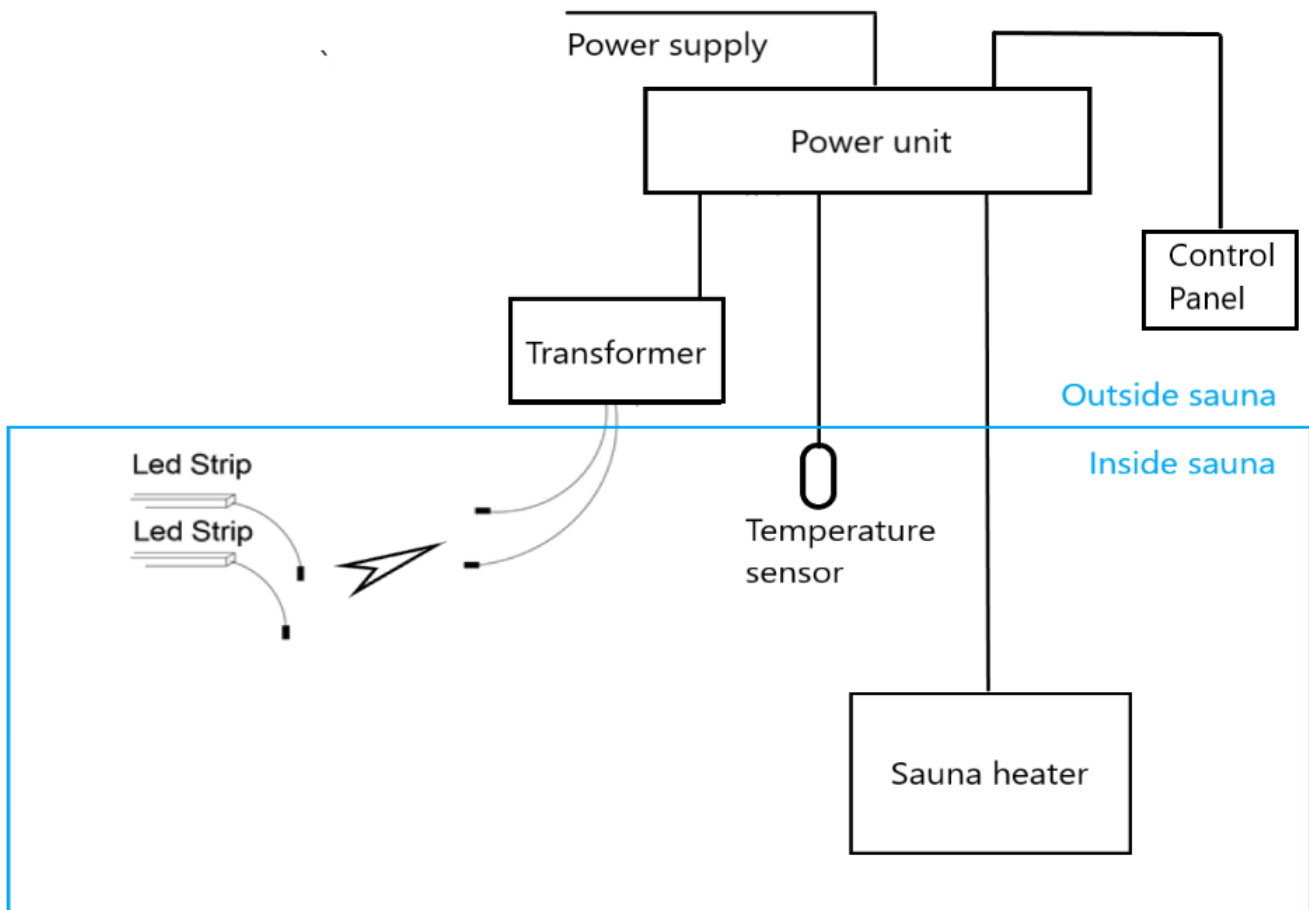 `
Power supply
Power unit
Control
Panel
Transformer
Outside sauna
Inside sauna
Led Strip
Led Strip
Temperature
sensor
Sauna heater